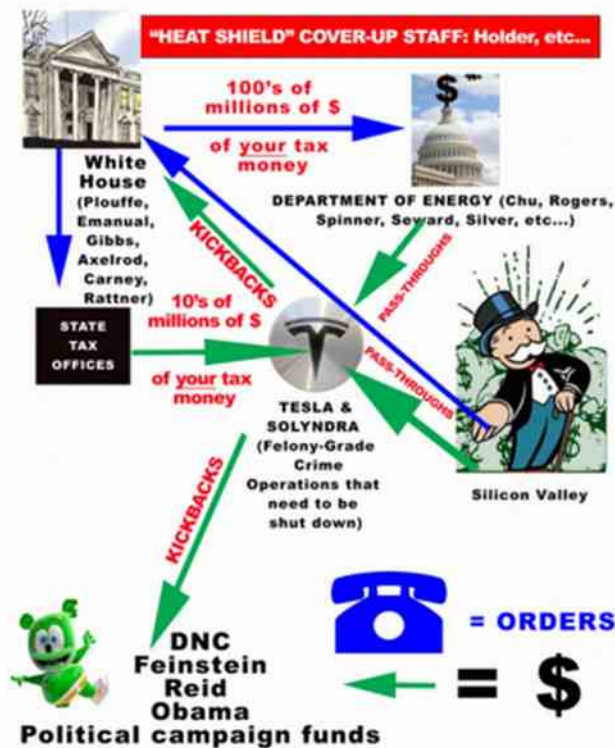 “HEAT SHIELD” COVER-UP STAFF: Holder, etc...
$
100's of
millions of $
of your tax
money
White
House
(Plouffe,
Emanual,
Gibbs,
Axelrod,
Carney,
Rattner)
DEPARTMENT OF ENERGY (Chu, Rogers,
Spinner, Seward, Silver, etc...)
KICKBACKS
PASS-THROUGHS
STATE
TAX
OFFICES
10's of
millions of $
of your tax
money
PASS-THROUGHS
TESLA &
SOLYNDRA
(Felony-Grade
Crime
Operations that
need to be
shut down)
Silicon Valley
KICKBACKS
DNC
Feinstein
Reid
Obama
Political campaign funds
= ORDERS
= $